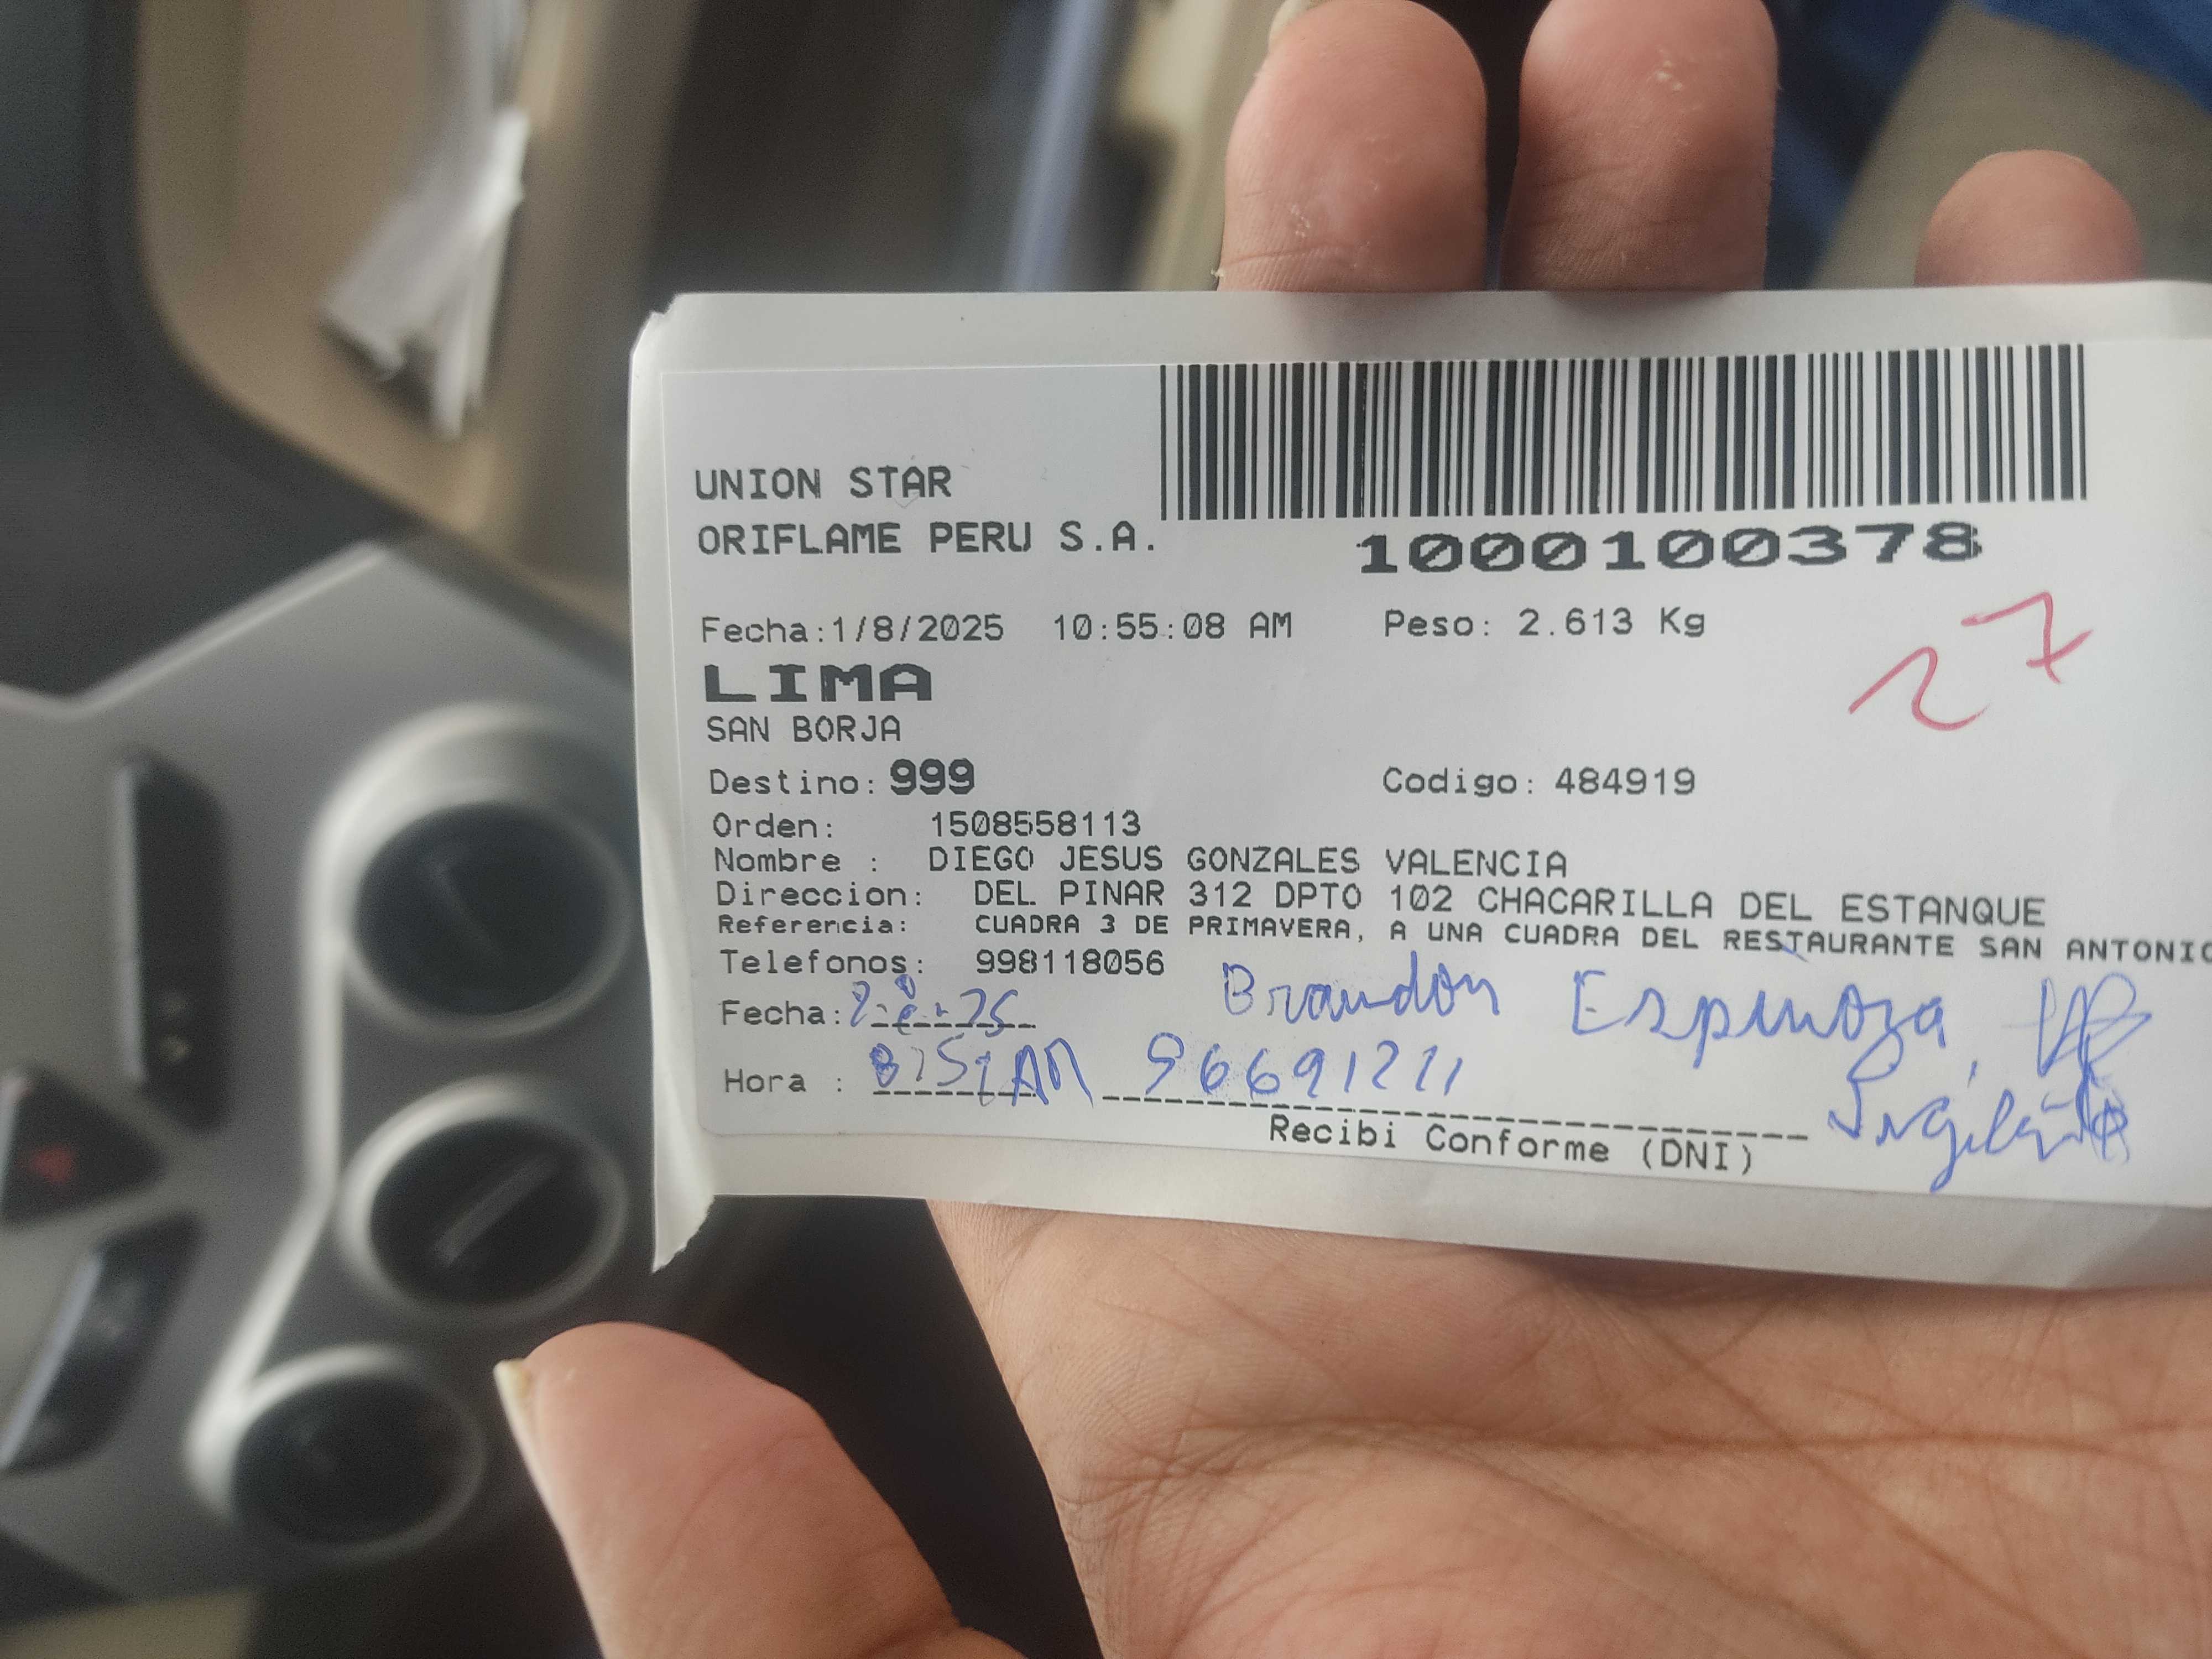 UNION STAR
ORIFLAME PERU S.A.
1000100378
Fecha:1/8/2025 10:55:08 AM Peso: 2.613 Kg
27
LIMA
SAN BORJA
Destino: 999 Codigo: 484919
Orden: 1508558113
Nombre : DIEGO JESUS GONZALES VALENCIA
Direccion: DEL PINAR 312 DPTO 102 CHACARILLA DEL ESTANQUE
Referencia: CUADRA 3 DE PRIMAVERA, A UNA CUADRA DEL RESTAURANTE SAN ANTONIO
Telefonos: 998118056
Fecha: Brandon Espinoza
Hora :
Recibi Conforme (DNI)